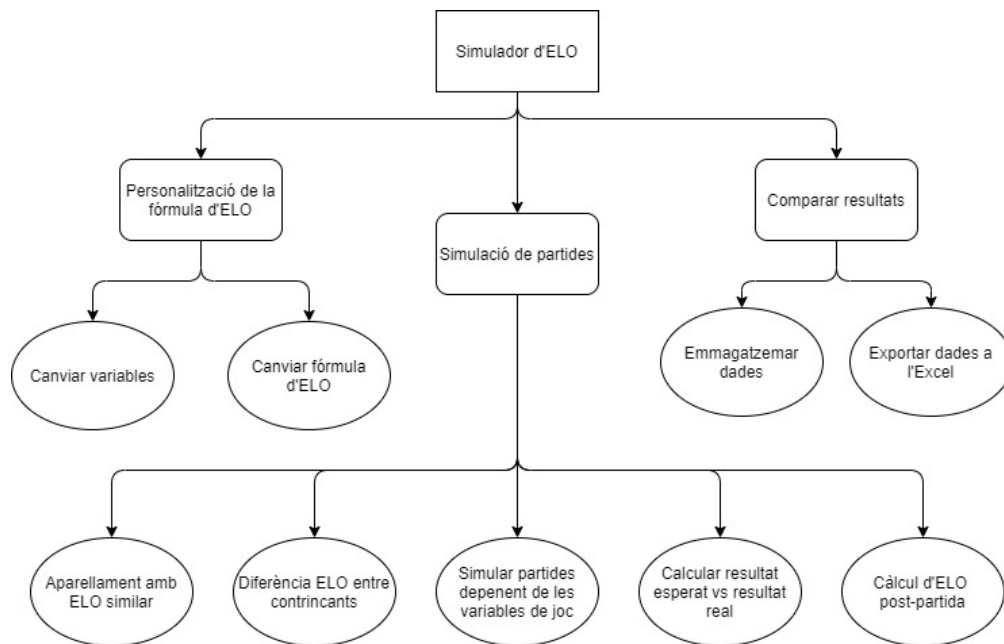 Simulador d'ELO
Personalització de la
fórmula d'ELO
Comparar resultats
Simulació de partides
Canviar variables
Canviar fórmula
d'ELO
Emmagatzemar
dades
Exportar dades a
l'Excel
Aparellament amb
ELO similar
Diferència ELO entre
contrincants
Simular partides
depenent de les
variables de joc
Calcular resultat
esperat vs resultat
real
Càlcul d'ELO
post-partida